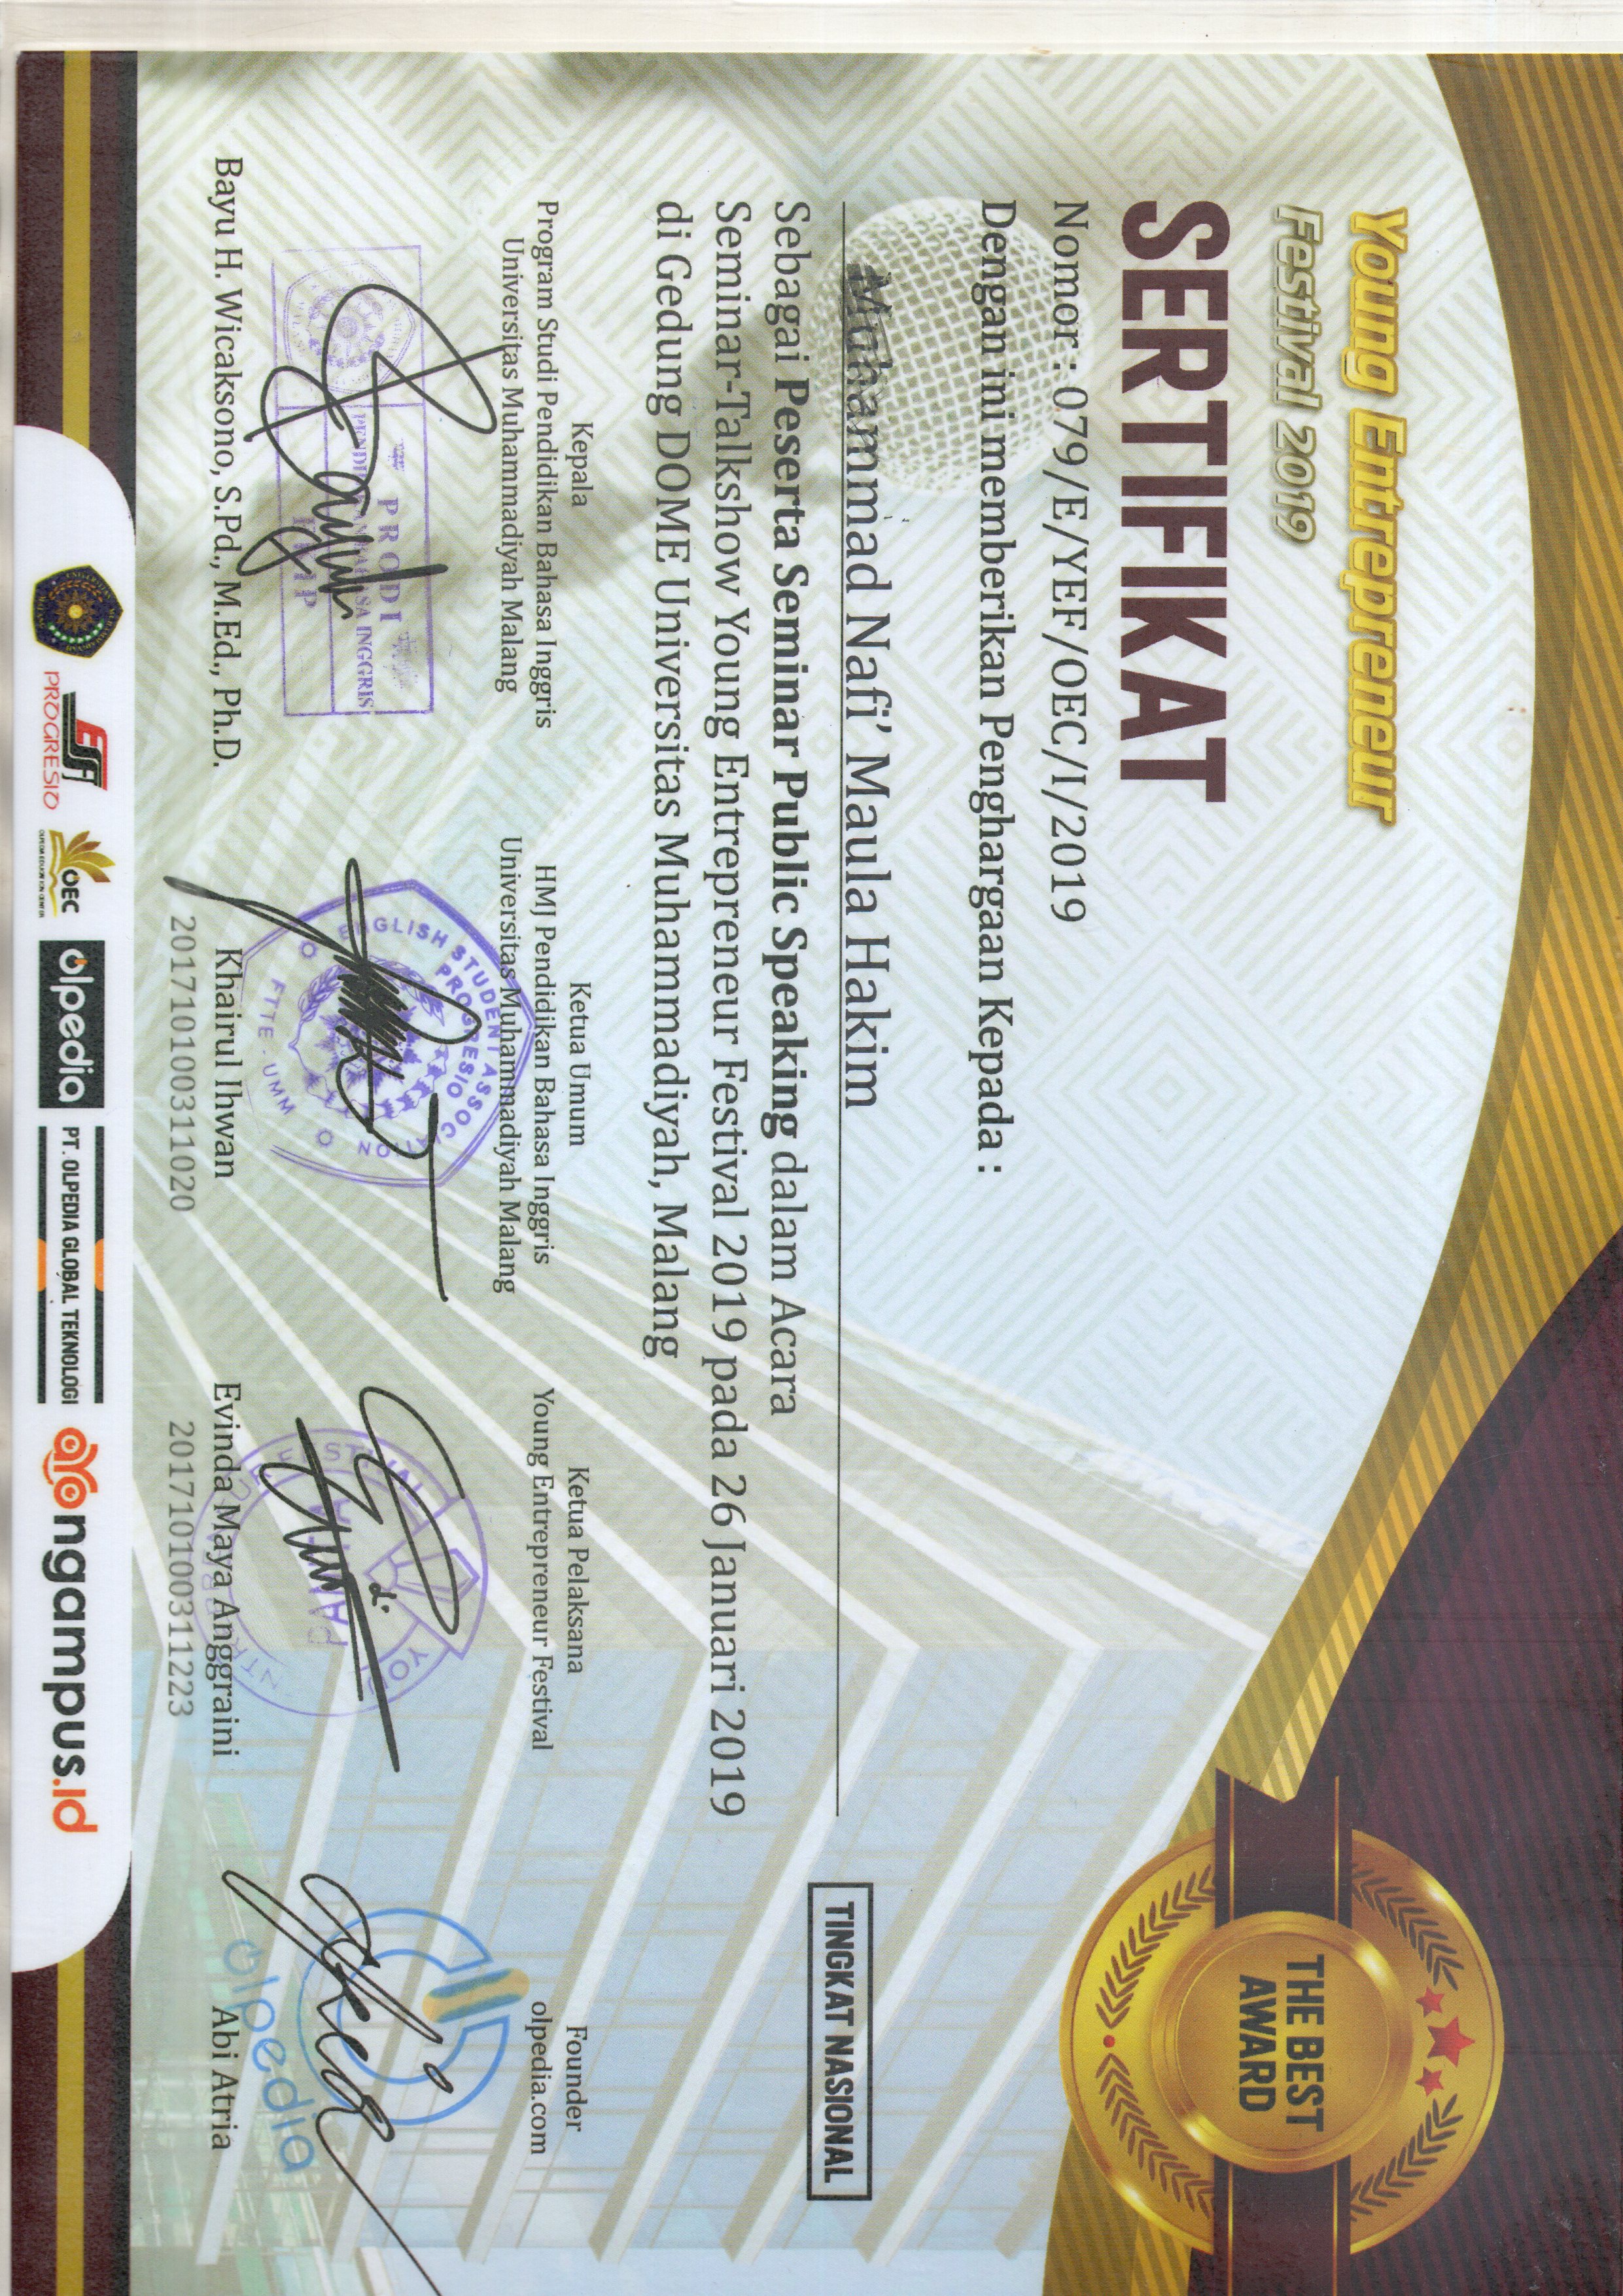 Young Entrepreneur
Festival 2019
THE BEST
AWARD
SERTIFIKAT
Nomor : 079/E/YEF/OEC/I/2019
Dengan ini memberikan Penghargaan Kepada :
Muhammad Nafi’ Maula Hakim
TINGKAT NASIONAL
Sebagai Peserta Seminar Public Speaking dalam Acara
Seminar-Talkshow Young Entrepreneur Festival 2019 pada 26 Januari 2019
di Gedung DOME Universitas Muhammadiyah, Malang
Kepala
Program Studi Pendidikan Bahasa Inggris
Universitas Muhammadiyah Malang
PRODI
PENDIDIKAN BAHASA INGGRIS
FKIP
Bayu H. Wicaksono, S.Pd., M.Ed., Ph.D.
Ketua Umum
HMJ Pendidikan Bahasa Inggris
Universitas Muhammadiyah Malang
ENGLISH STUDENT ASSOCIATION
PROGRESIO
FTTE - UMM
Khairul Ihwan
201710100311020
Ketua Pelaksana
Young Entrepreneur Festival
Evinda Maya Anggraini
201710100311223
Founder
olpedia.com
olpedia
Abi Atria
ESA
PROGRESIO
OEC
OLPEDIA EDUCATION CENTER
olpedia
PT. OLPEDIA GLOBAL TEKNOLOGI
ayongampus.id